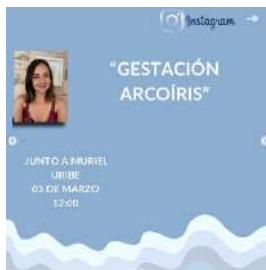 Instagram
"GESTACIÓN
ARCOÍRIS"
JUNTO A MURIEL
URIBE
03 DE MARZO
12:00